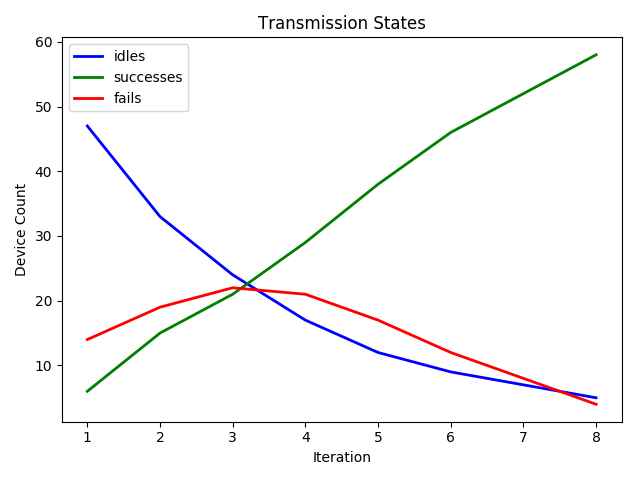 Transmission States
idles
successes
fails
Device Count
60
50
40
30
20
10
1 2 3 4 5 6 7 8
Iteration